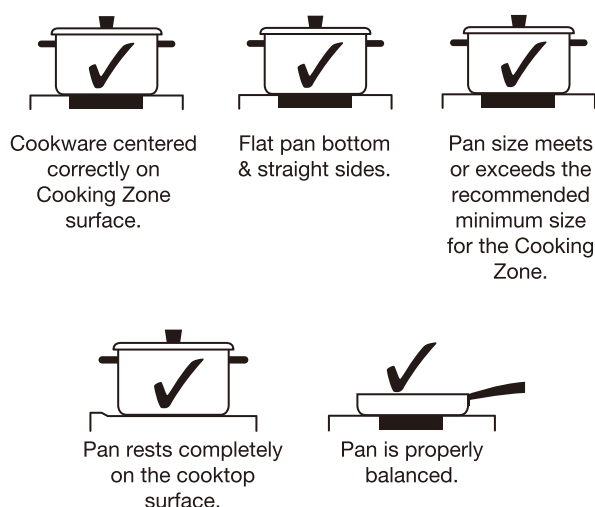 Cookware centered
correctly on
Cooking Zone
surface.
Flat pan bottom
& straight sides.
Pan size meets
or exceeds the
recommended
minimum size
for the Cooking
Zone.
Pan rests completely
on the cooktop
surface.
Pan is properly
balanced.